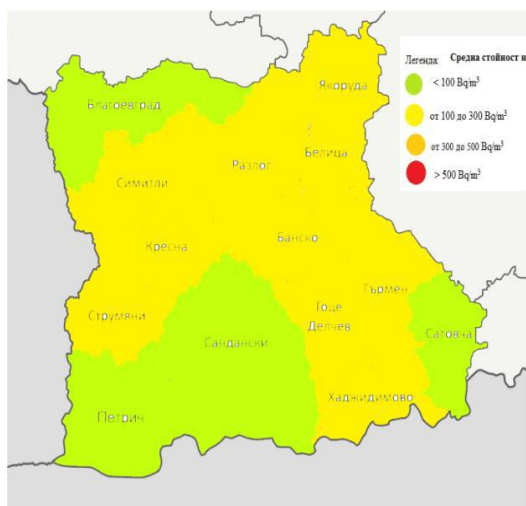 Легенда: Средна стойност н
< 100 Bq/m³
от 100 до 300 Bq/m³
от 300 до 500 Bq/m³
> 500 Bq/m³
Якоруда
Благоевград
Белица
Разлог
Симитли
Банско
Кресна
Гърмен
Гоце
Делчев
Струмяни
Сатовча
Сандански
Хаджидимово
Петрич